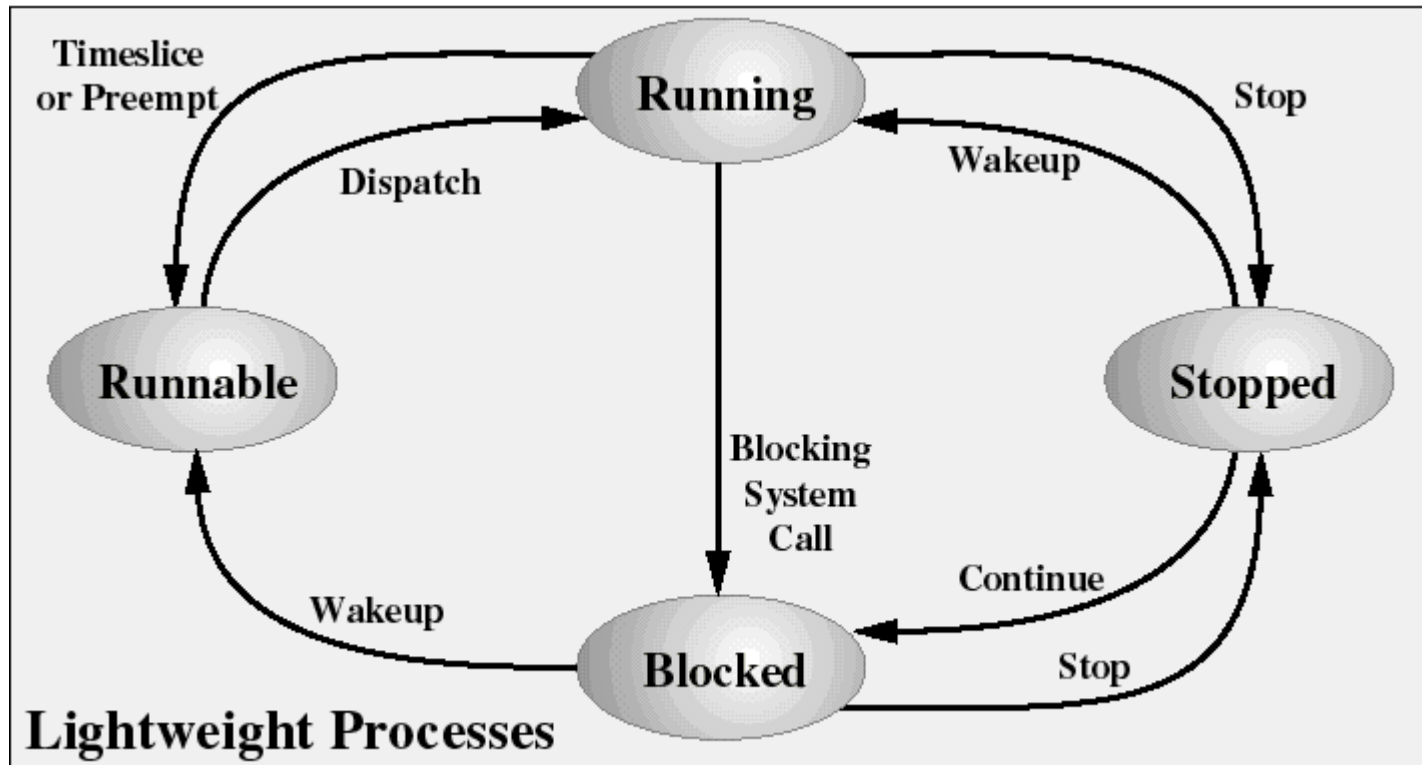 Timeslice
or Preempt
Running
Stop
Wakeup
Dispatch
Runnable
Stopped
Blocking
System
Call
Continue
Wakeup
Stop
Blocked
Lightweight Processes